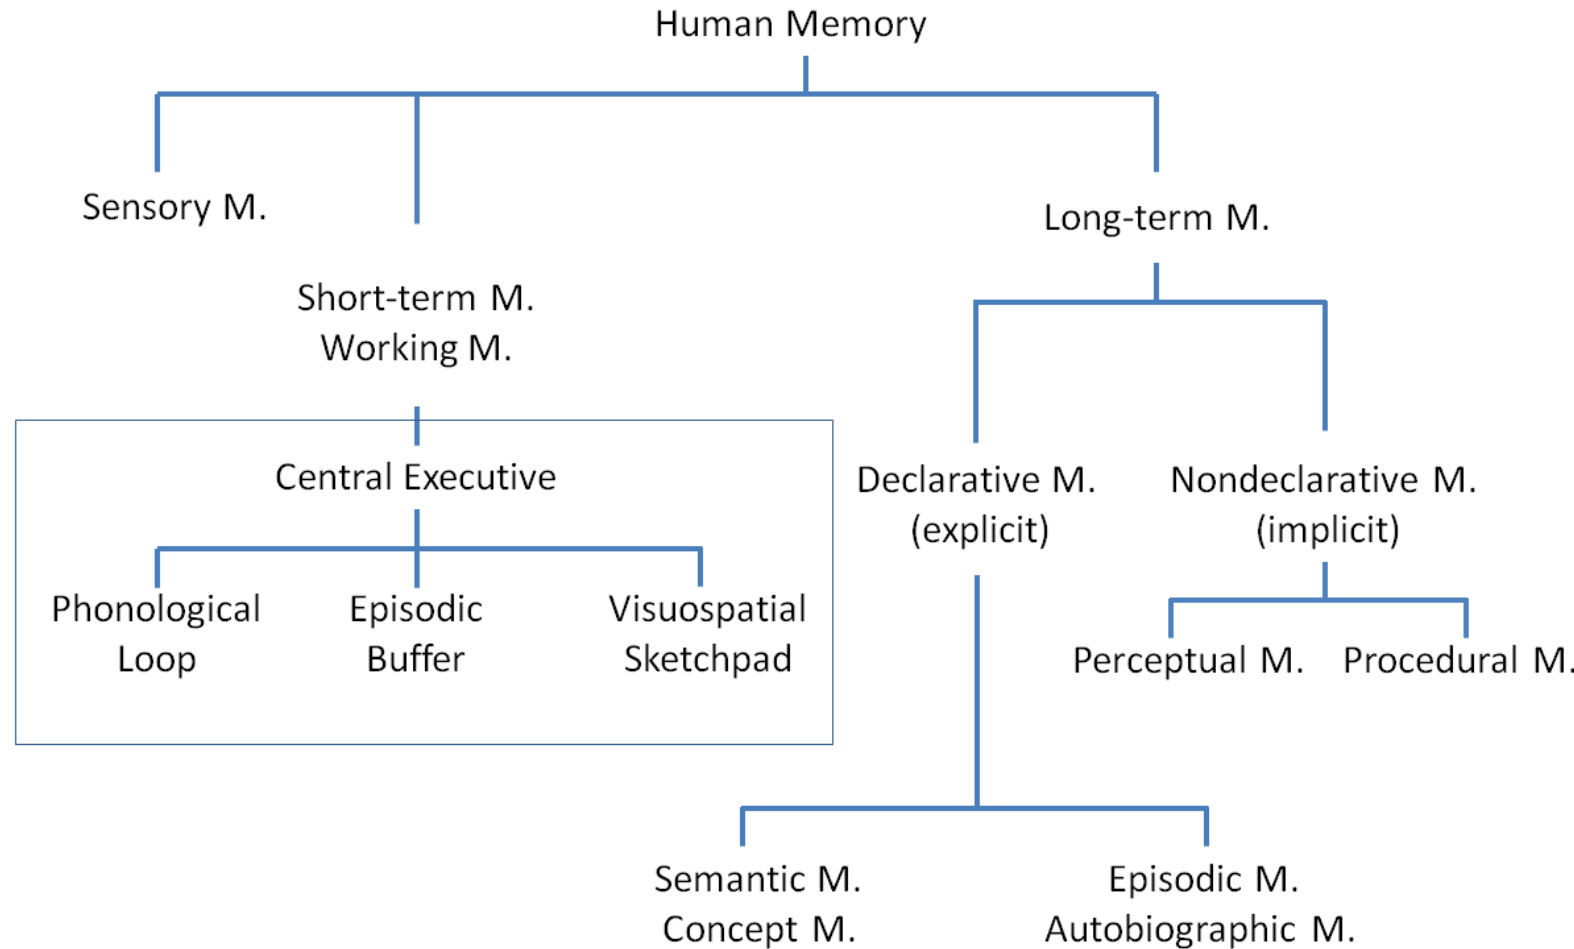 Human Memory
Sensory M.
Long-term M.
Short-term M.
Working M.
Central Executive
Declarative M.
(explicit)
Nondeclarative M.
(implicit)
Phonological
Loop
Episodic
Buffer
Visuospatial
Sketchpad
Perceptual M.
Procedural M.
Semantic M.
Concept M.
Episodic M.
Autobiographic M.